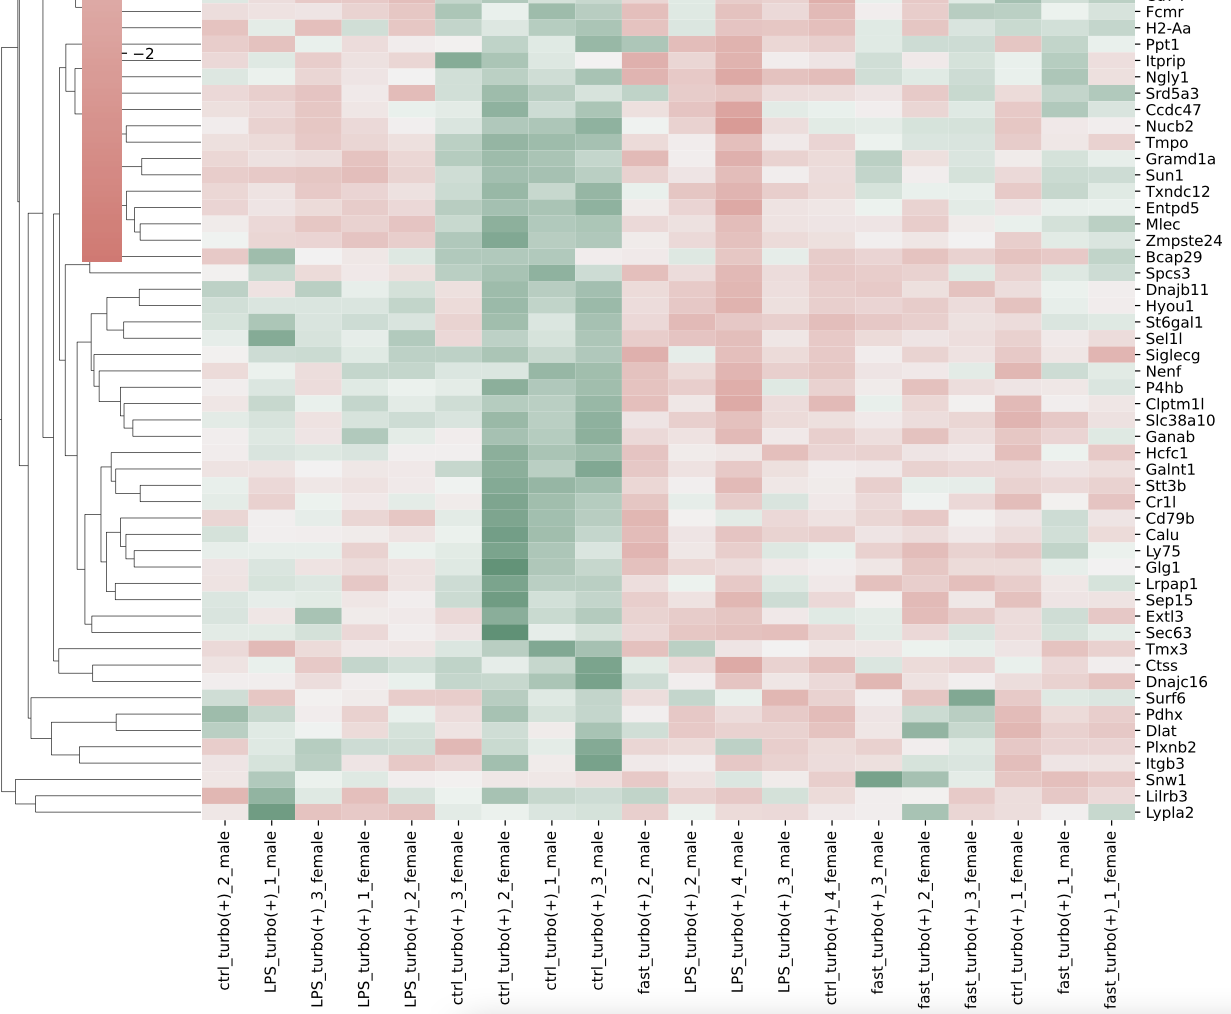 Fcmr
H2-Aa
Ppt1
−2
Itprip
Ngly1
Srd5a3
Ccdc47
Nucb2
Tmpo
Gramd1a
Sun1
Txndc12
Entpd5
Mlec
Zmpste24
Bcap29
Spcs3
Dnajb11
Hyou1
St6gal1
Sel1l
Siglecg
Nenf
P4hb
Clptm1l
Slc38a10
Ganab
Hcfc1
Galnt1
Stt3b
Cr1l
Cd79b
Calu
Ly75
Glg1
Lrpap1
Sep15
Extl3
Sec63
Tmx3
Ctss
Dnajc16
Surf6
Pdhx
Dlat
Plxnb2
Itgb3
Snw1
Lilrb3
Lypla2
ctrl_turbo(+)_2_male
LPS_turbo(+)_1_male
LPS_turbo(+)_3_female
LPS_turbo(+)_1_female
LPS_turbo(+)_2_female
ctrl_turbo(+)_3_female
ctrl_turbo(+)_2_female
ctrl_turbo(+)_1_male
ctrl_turbo(+)_3_male
fast_turbo(+)_2_male
LPS_turbo(+)_2_male
LPS_turbo(+)_4_male
LPS_turbo(+)_3_male
ctrl_turbo(+)_4_female
fast_turbo(+)_3_male
fast_turbo(+)_2_female
fast_turbo(+)_3_female
ctrl_turbo(+)_1_female
fast_turbo(+)_1_male
fast_turbo(+)_1_female